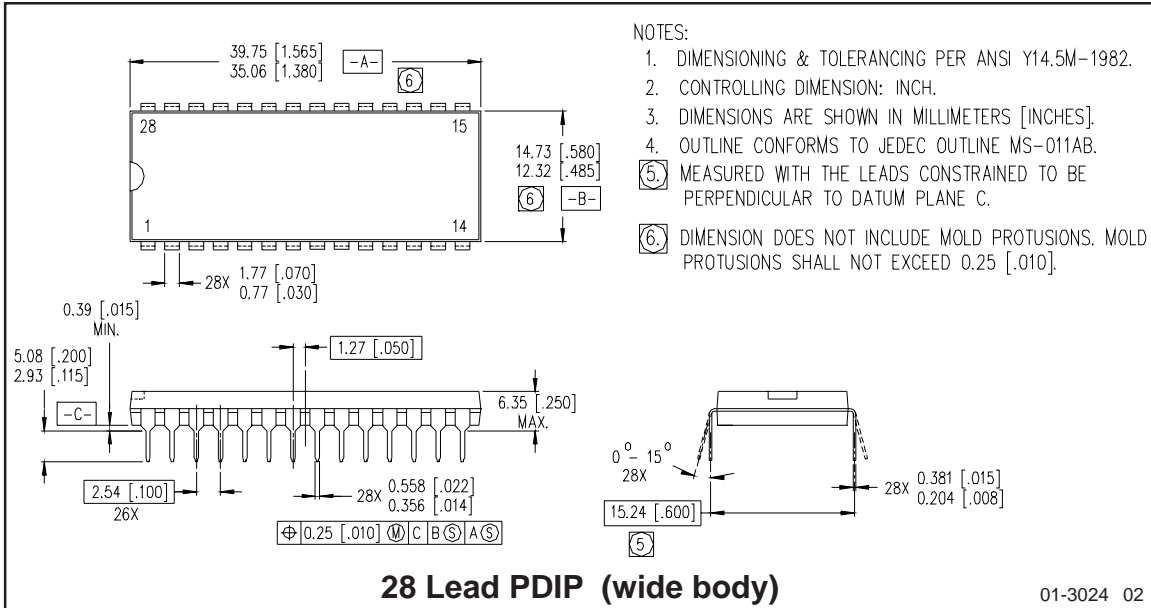 39.75 [1.565]
35.06 [1.380]
-A-
6
28
15
1
14
14.73 [.580]
12.32 [.485]
6
-B-
28X
1.77 [.070]
0.77 [.030]
NOTES:
1. DIMENSIONING & TOLERANCING PER ANSI Y14.5M-1982.
2. CONTROLLING DIMENSION: INCH.
3. DIMENSIONS ARE SHOWN IN MILLIMETERS [INCHES].
4. OUTLINE CONFORMS TO JEDEC OUTLINE MS-011AB.
5. MEASURED WITH THE LEADS CONSTRAINED TO BE
PERPENDICULAR TO DATUM PLANE C.
6. DIMENSION DOES NOT INCLUDE MOLD PROTUSIONS. MOLD
PROTUSIONS SHALL NOT EXCEED 0.25 [.010].
0.39 [.015]
MIN.
5.08 [.200]
2.93 [.115]
-C-
1.27 [.050]
6.35 [.250]
MAX.
2.54 [.100]
26X
28X
0.558 [.022]
0.356 [.014]
⌖ 0.25 [.010] Ⓜ C B Ⓢ A Ⓢ
0° - 15°
28X
15.24 [.600]
5
28X
0.381 [.015]
0.204 [.008]
28 Lead PDIP (wide body)
01-3024 02